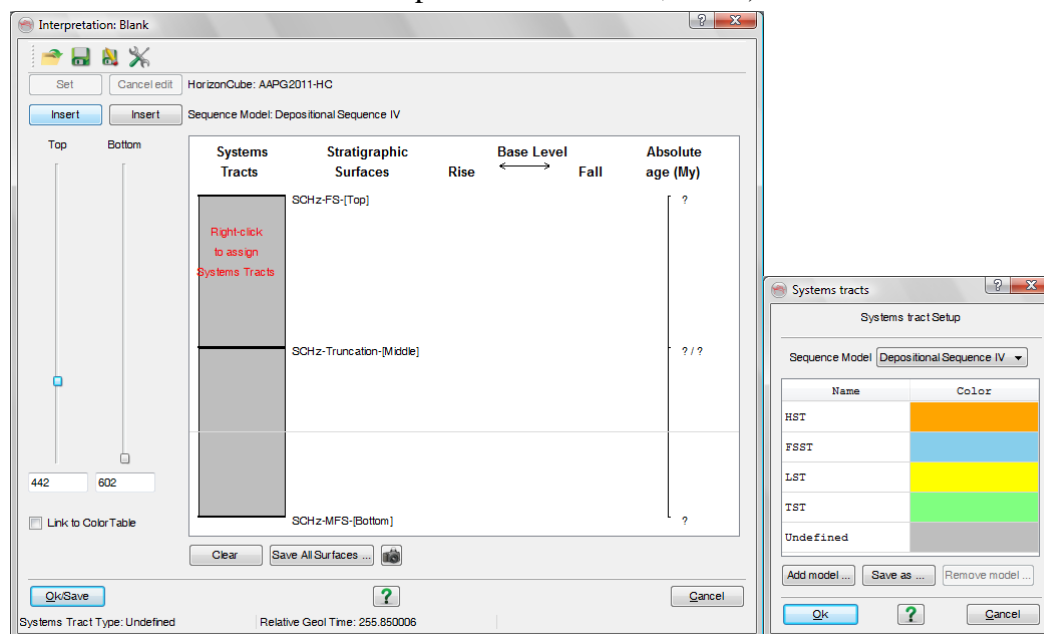 Interpretation: Blank
Set Cancel edit HorizonCube: AAPG2011-HC
Insert Insert Sequence Model: Depositional Sequence IV
Top Bottom
Systems Tracts Stratigraphic Surfaces Rise Base Level Fall Absolute age (My)
SCHz-FS-[Top] ?
Right-click
to assign
Systems Tracts
SCHz-Truncation-[Middle] ? / ?
442 602
Link to ColorTable
SCHz-MFS-[Bottom] ?
Clear Save All Surfaces ...
Ok/Save ? Cancel
Systems Tract Type: Undefined Relative Geol Time: 255.850006
Systems tracts
Systems tract Setup
Sequence Model Depositional Sequence IV
Name Color
HST
FSST
LST
TST
Undefined
Add model ... Save as ... Remove model ...
Ok ? Cancel